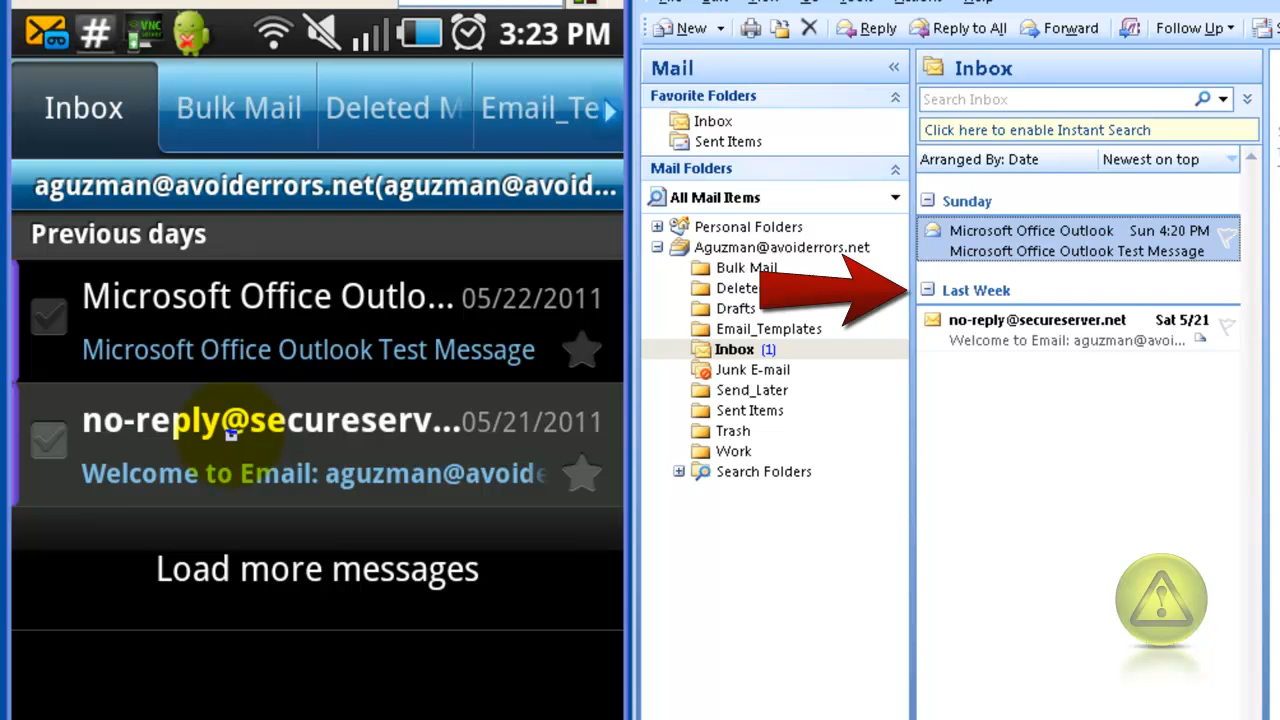 # VNC SERVER 3:23 PM
Inbox Bulk Mail Deleted M Email_Te
aguzman@avoiderrors.net(aguzman@avoid...
Previous days
Microsoft Office Outlo... 05/22/2011
Microsoft Office Outlook Test Message
no-reply@secureserv... 05/21/2011
Welcome to Email: aguzman@avoide
Load more messages
New Reply Reply to All Forward Follow Up
Mail
Favorite Folders
Inbox
Sent Items
Mail Folders
All Mail Items
Personal Folders
Aguzman@avoiderrors.net
Bulk Mail
Delete
Drafts
Email_Templates
Inbox (1)
Junk E-mail
Send_Later
Sent Items
Trash
Work
Search Folders
Inbox
Search Inbox
Click here to enable Instant Search
Arranged By: Date Newest on top
Sunday
Microsoft Office Outlook Sun 4:20 PM
Microsoft Office Outlook Test Message
Last Week
no-reply@secureserver.net Sat 5/21
Welcome to Email: aguzman@avoi...